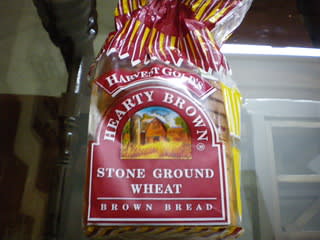 HARVEST GOLD'S
HEARTY BROWN®
STONE GROUND
WHEAT
BROWN BREAD